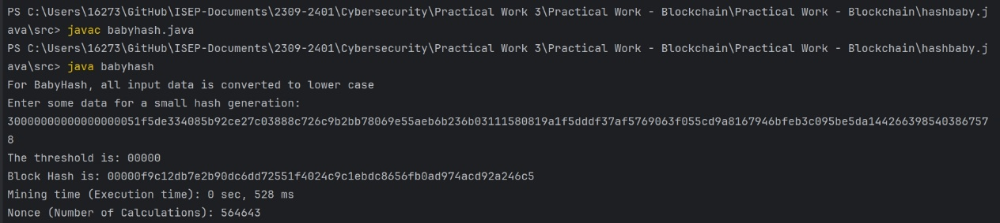 PS C:\Users\16273\GitHub\ISEP-Documents\2309-2401\Cybersecurity\Practical Work 3\Practical Work - Blockchain\Practical Work - Blockchain\hashbaby.j
ava\src> javac babyhash.java
PS C:\Users\16273\GitHub\ISEP-Documents\2309-2401\Cybersecurity\Practical Work 3\Practical Work - Blockchain\Practical Work - Blockchain\hashbaby.j
ava\src> java babyhash
For BabyHash, all input data is converted to lower case
Enter some data for a small hash generation:
30000000000000000051f5de334085b92ce27c03888c726c9b2bb78069e55aeb6b236b03111580819a1f5dddf37af5769063f055cd9a8167946bfeb3c095be5da144266398540386757
8
The threshold is: 00000
Block Hash is: 00000f9c12db7e2b90dc6dd72551f4024c9c1ebdc8656fb0ad974acd92a246c5
Mining time (Execution time): 0 sec, 528 ms
Nonce (Number of Calculations): 564643